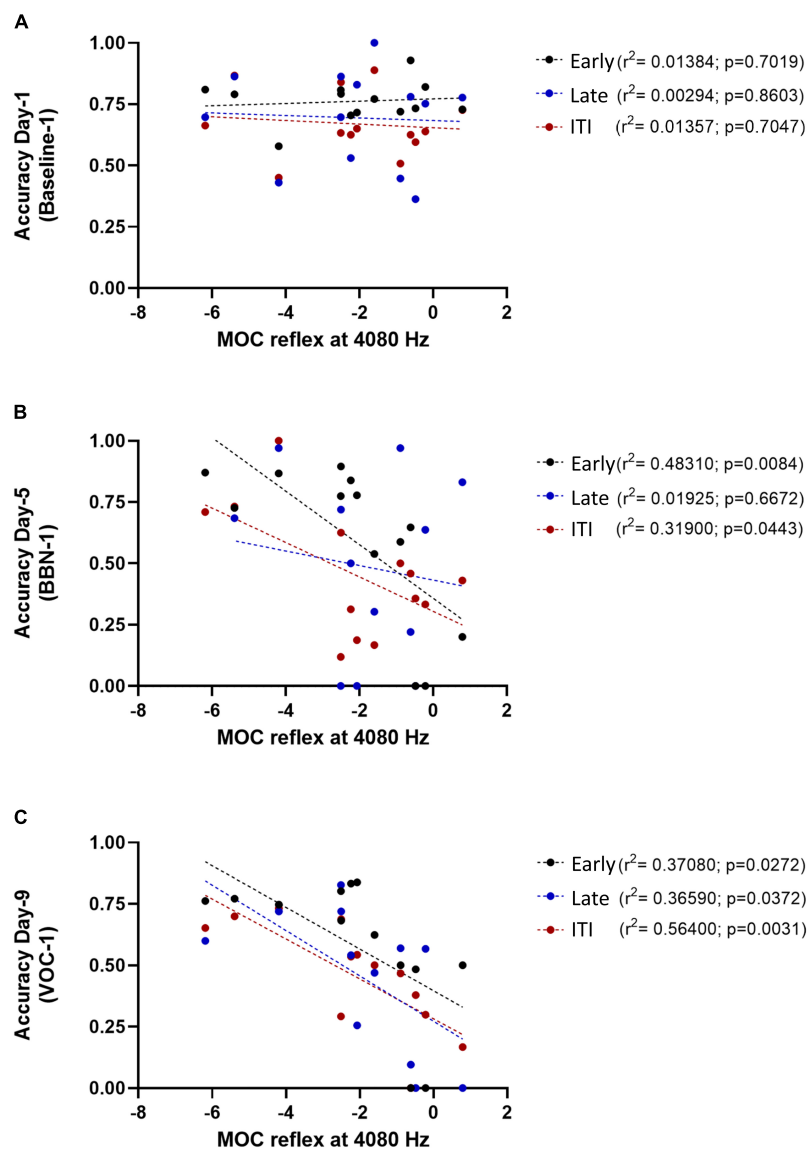 A
Accuracy Day-1
(Baseline-1)
1.00
0.75
0.50
0.25
0.00
-8 -6 -4 -2 0 2
MOC reflex at 4080 Hz
Early (r²= 0.01384; p=0.7019)
Late (r²= 0.00294; p=0.8603)
ITI (r²= 0.01357; p=0.7047)
B
Accuracy Day-5
(BBN-1)
1.00
0.75
0.50
0.25
0.00
-8 -6 -4 -2 0 2
MOC reflex at 4080 Hz
Early (r²= 0.48310; p=0.0084)
Late (r²= 0.01925; p=0.6672)
ITI (r²= 0.31900; p=0.0443)
C
Accuracy Day-9
(VOC-1)
1.00
0.75
0.50
0.25
0.00
-8 -6 -4 -2 0 2
MOC reflex at 4080 Hz
Early (r²= 0.37080; p=0.0272)
Late (r²= 0.36590; p=0.0372)
ITI (r²= 0.56400; p=0.0031)